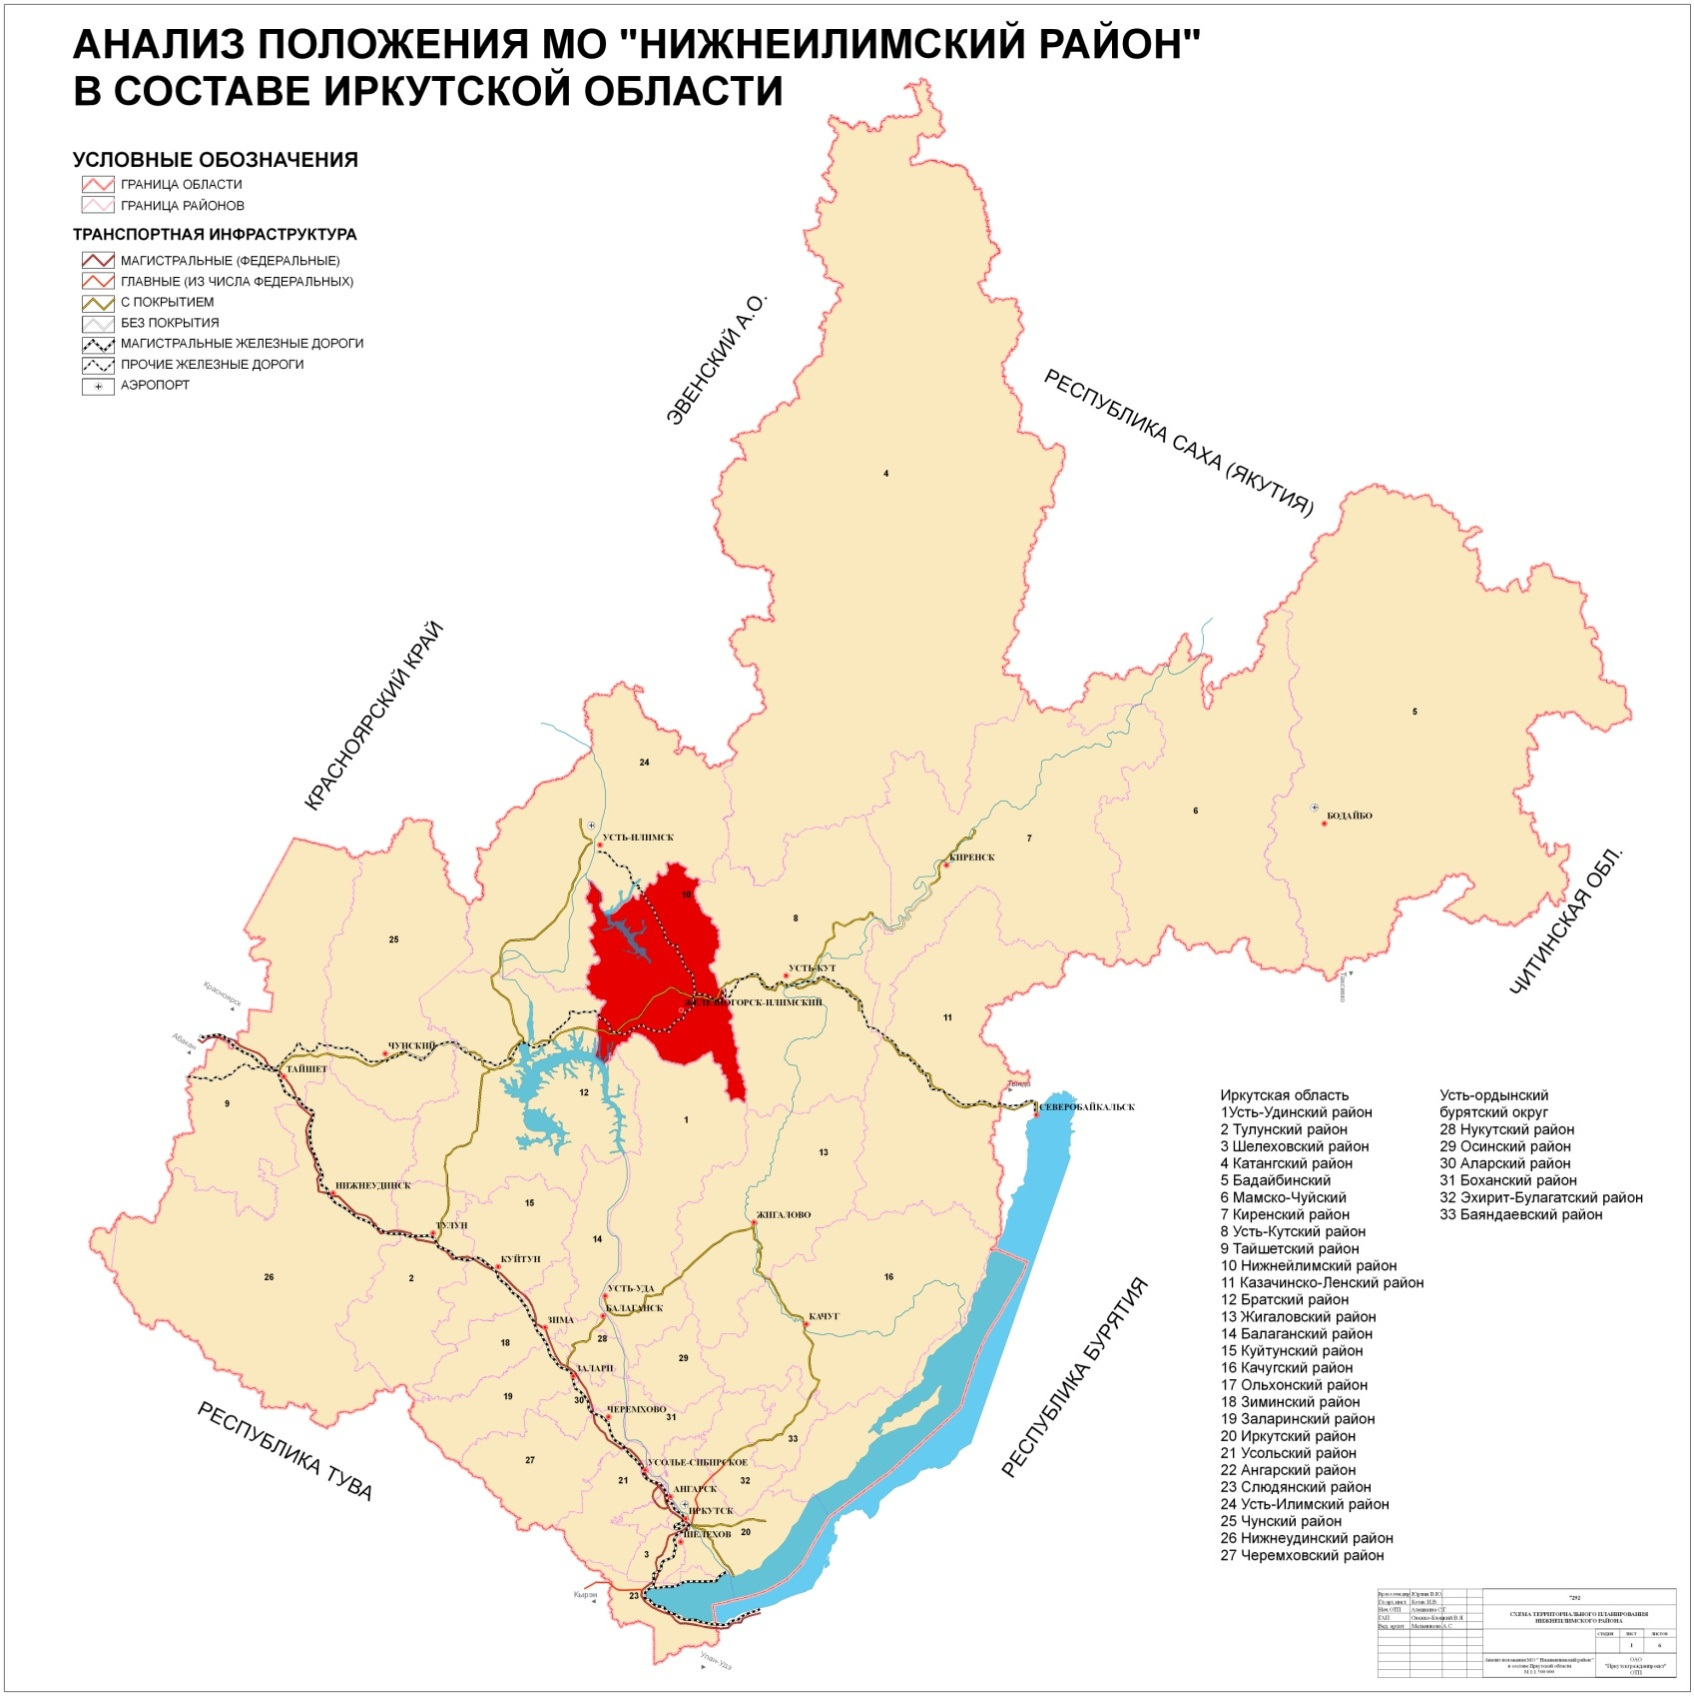 АНАЛИЗ ПОЛОЖЕНИЯ МО "НИЖНЕИЛИМСКИЙ РАЙОН"
В СОСТАВЕ ИРКУТСКОЙ ОБЛАСТИ
УСЛОВНЫЕ ОБОЗНАЧЕНИЯ
ГРАНИЦА ОБЛАСТИ
ГРАНИЦА РАЙОНОВ
ТРАНСПОРТНАЯ ИНФРАСТРУКТУРА
МАГИСТРАЛЬНЫЕ (ФЕДЕРАЛЬНЫЕ)
ГЛАВНЫЕ (ИЗ ЧИСЛА ФЕДЕРАЛЬНЫХ)
С ПОКРЫТИЕМ
БЕЗ ПОКРЫТИЯ
МАГИСТРАЛЬНЫЕ ЖЕЛЕЗНЫЕ ДОРОГИ
ПРОЧИЕ ЖЕЛЕЗНЫЕ ДОРОГИ
АЭРОПОРТ
ЭВЕНСКИЙ А.О.
РЕСПУБЛИКА САХА (ЯКУТИЯ)
КРАСНОЯРСКИЙ КРАЙ
ЧИТИНСКАЯ ОБЛ.
РЕСПУБЛИКА БУРЯТИЯ
РЕСПУБЛИКА ТУВА
4
5
24
6
БОДАЙБО
7
УСТЬ-ИЛИМСК
КИРЕНСК
10
8
25
УСТЬ-КУТ
Таксимо
Красноярск
ЖЕЛЕЗНОГОРСК-ИЛИМСКИЙ
11
Абакан
ЧУНСКИЙ
ТАЙШЕТ
Тында
9
12
СЕВЕРОБАЙКАЛЬСК
1
13
НИЖНЕУДИНСК
15
ЖИГАЛОВО
ТУЛУН
14
КУЙТУН
26
2
16
УСТЬ-УДА
БАЛАГАНСК
ЗИМА
КАЧУГ
18
28
29
ЗАЛАРИ
19
30
ЧЕРЕМХОВО
31
33
27
УСОЛЬЕ-СИБИРСКОЕ
21
32
АНГАРСК
ИРКУТСК
ШЕЛЕХОВ
20
3
23
Кырэн
Улан-Удэ
Иркутская область
1Усть-Удинский район
2 Тулунский район
3 Шелеховский район
4 Катангский район
5 Бадайбинский
6 Мамско-Чуйский
7 Киренский район
8 Усть-Кутский район
9 Тайшетский район
10 Нижнейлимский район
11 Казачинско-Ленский район
12 Братский район
13 Жигаловский район
14 Балаганский район
15 Куйтунский район
16 Качугский район
17 Ольхонский район
18 Зиминский район
19 Заларинский район
20 Иркутский район
21 Усольский район
22 Ангарский район
23 Слюдянский район
24 Усть-Илимский район
25 Чунский район
26 Нижнеудинский район
27 Черемховский район
Усть-ордынский
бурятский округ
28 Нукутский район
29 Осинский район
30 Аларский район
31 Боханский район
32 Эхирит-Булагатский район
33 Баяндаевский район
7292
СХЕМА ТЕРРИТОРИАЛЬНОГО ПЛАНИРОВАНИЯ
НИЖНЕИЛИМСКОГО РАЙОНА
стадия лист листов
1 6
ОАО
"Иркутскгражданпроект"
ОТП